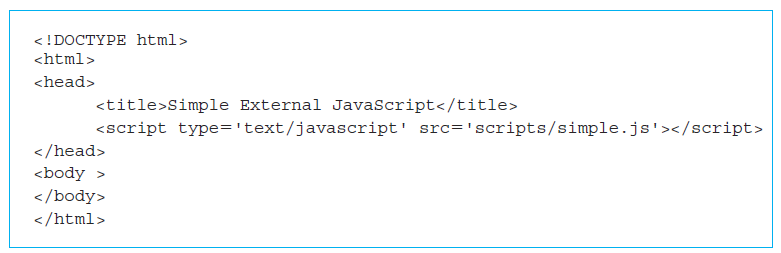 <!DOCTYPE html>
<html>
<head>
<title>Simple External JavaScript</title>
<script type='text/javascript' src='scripts/simple.js'></script>
</head>
<body >
</body>
</html>